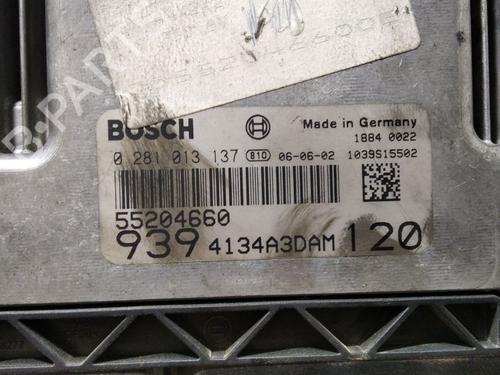 BOSCH
Made in Germany
1884 0022
0 281 013 137 810 06-06-02 1039S15502
55204660
939 4134A3DAM 120
B-PARTS